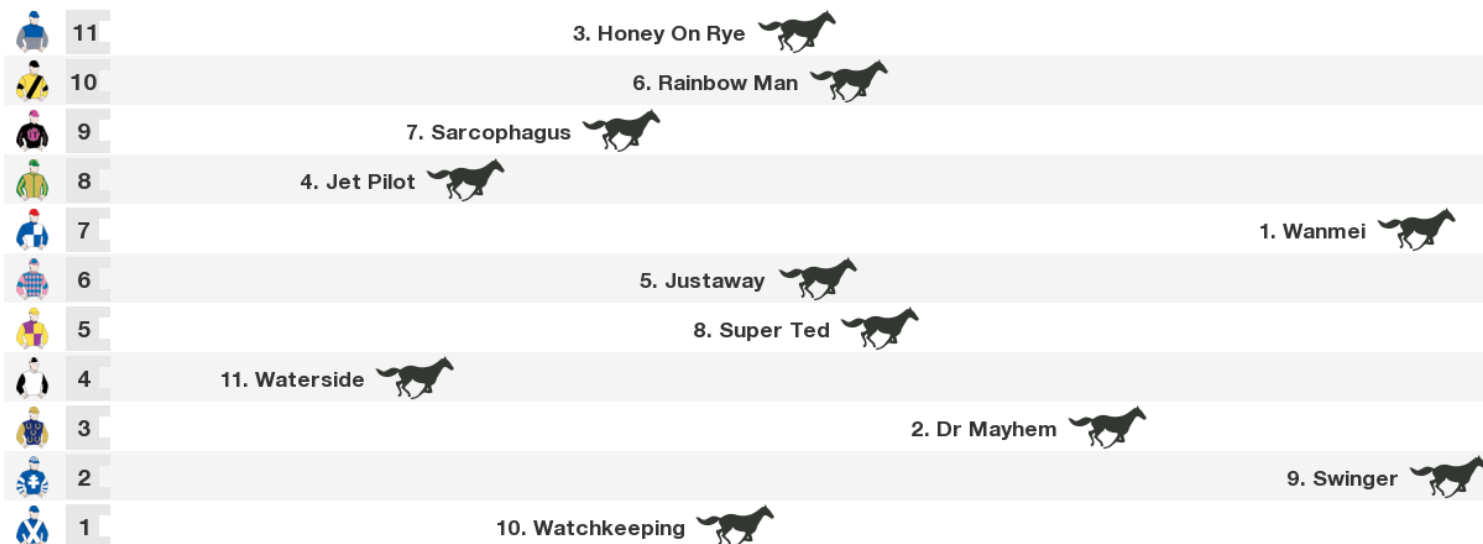 11 3. Honey On Rye
10 6. Rainbow Man
9 7. Sarcophagus
8 4. Jet Pilot
7 1. Wanmei
6 5. Justaway
5 8. Super Ted
4 11. Waterside
3 2. Dr Mayhem
2 9. Swinger
1 10. Watchkeeping